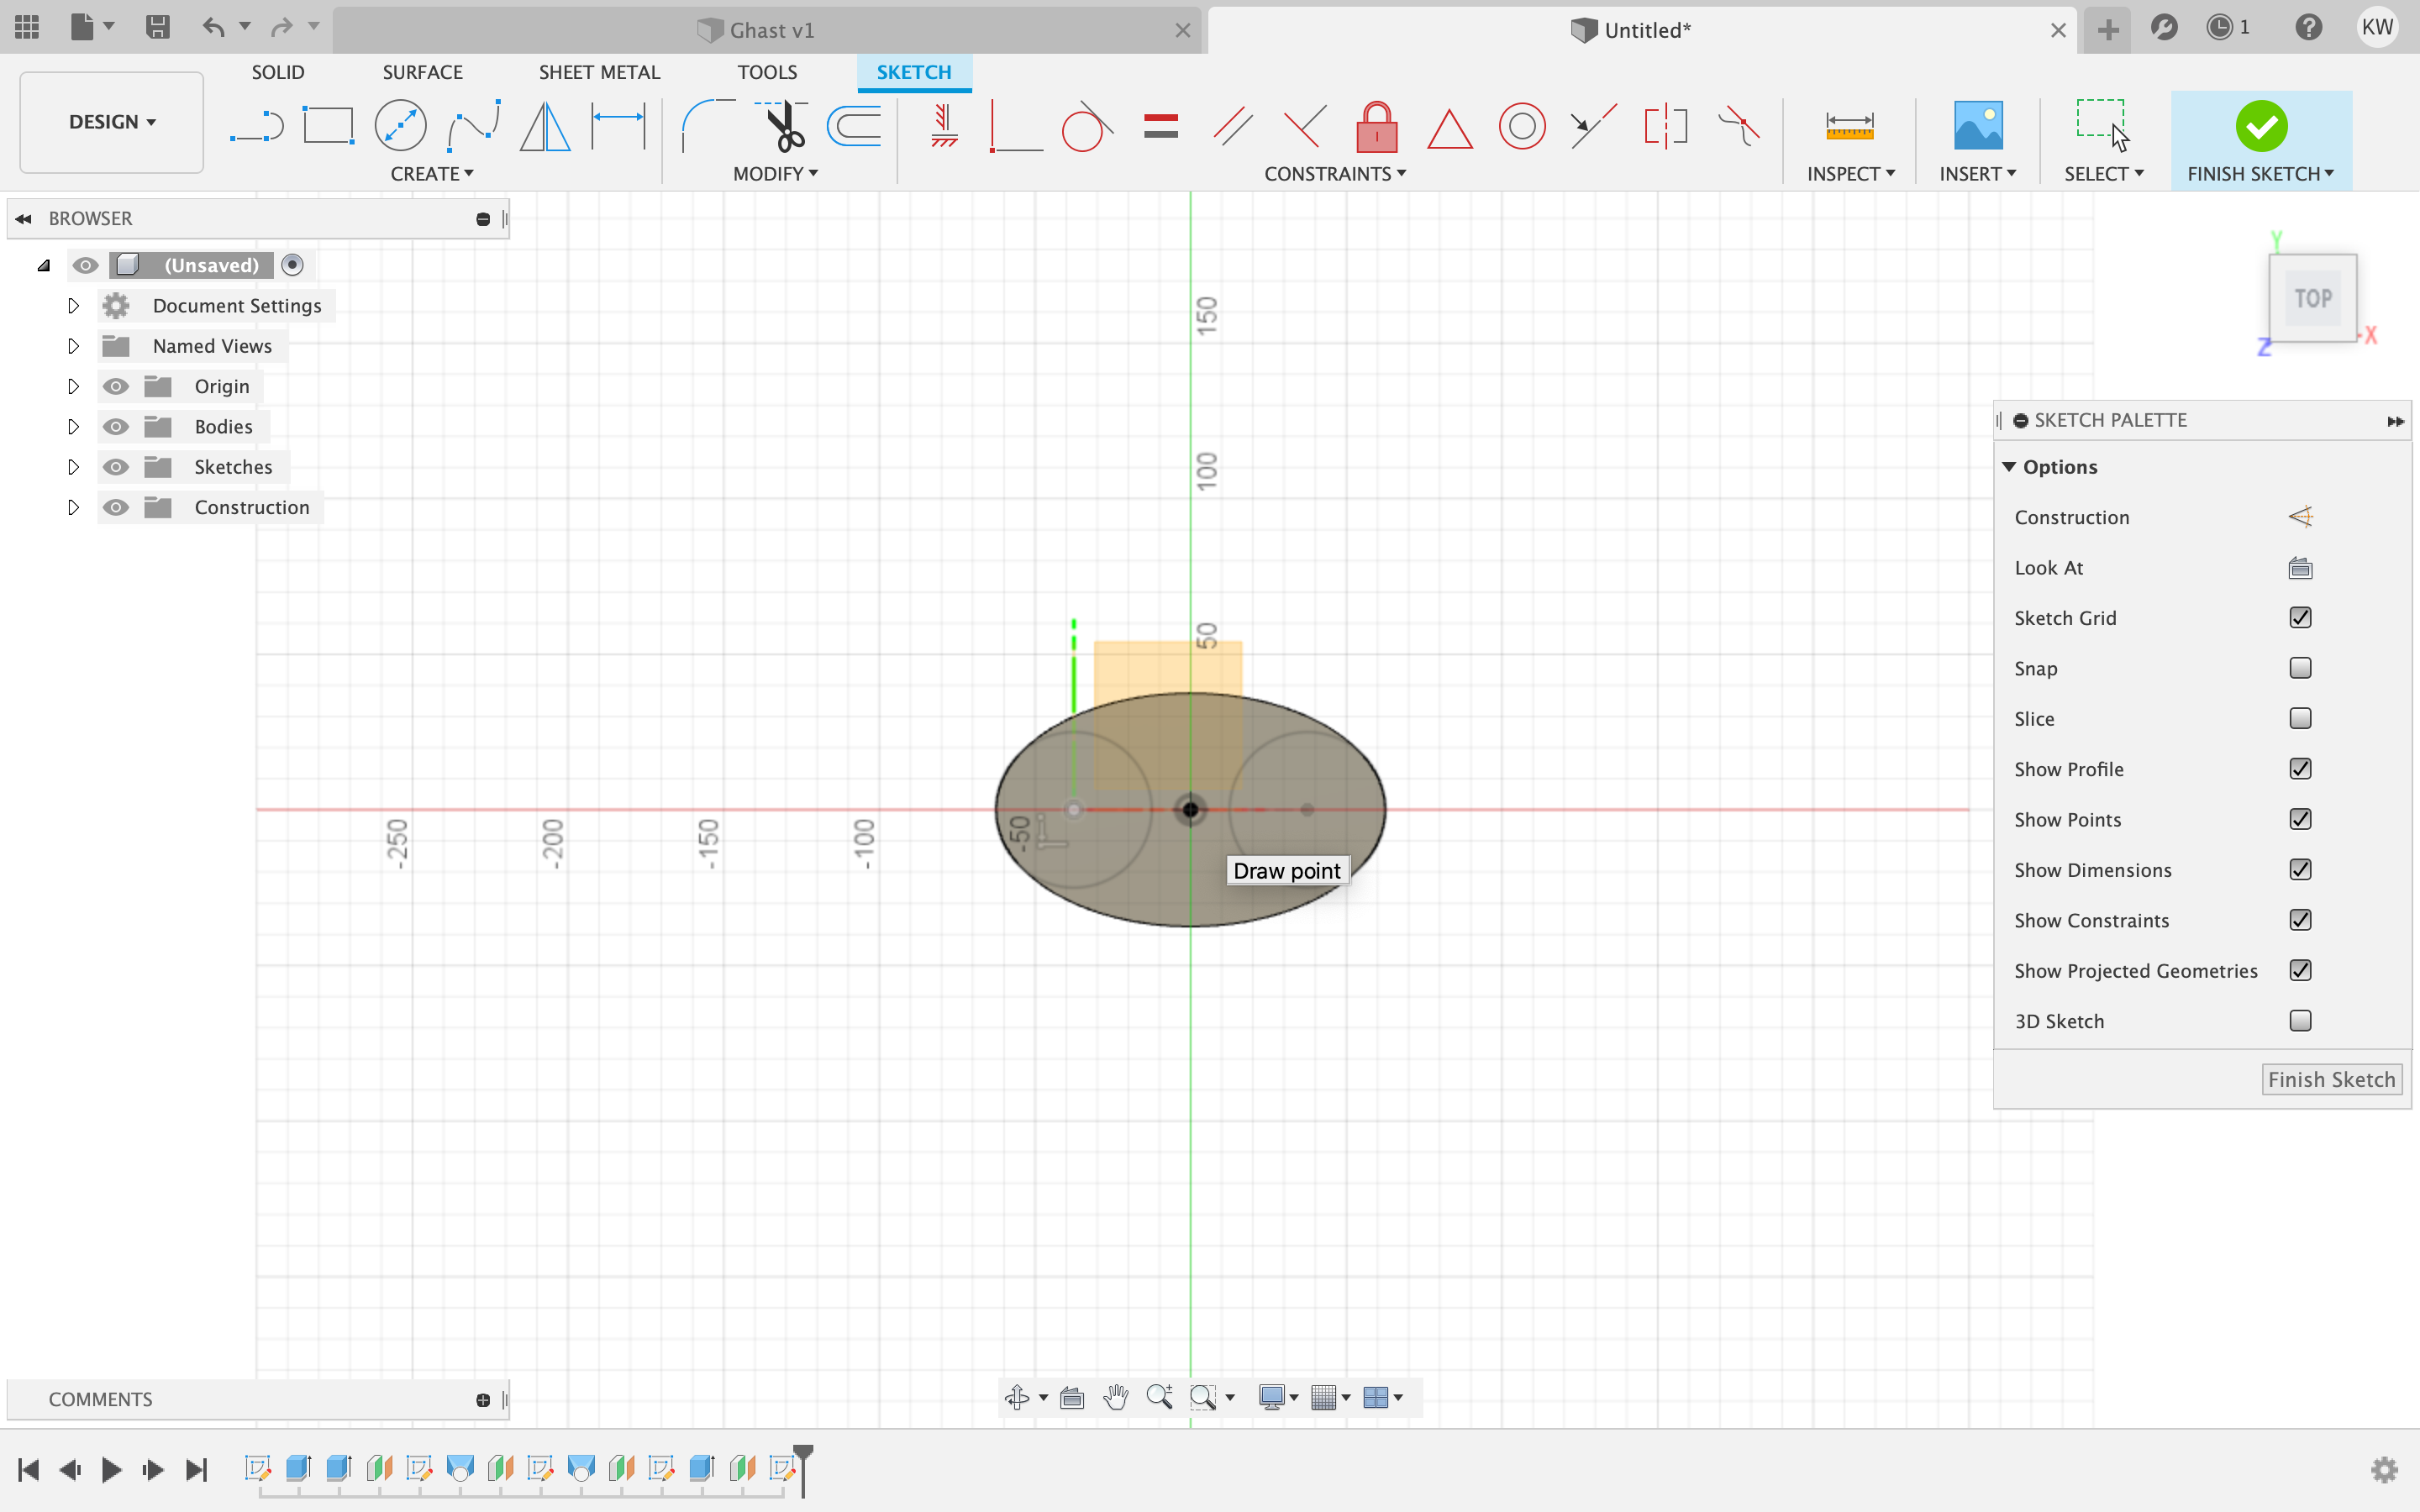 Ghast v1
Untitled*
1
KW
DESIGN
SOLID
SURFACE
SHEET METAL
TOOLS
SKETCH
CREATE
MODIFY
CONSTRAINTS
INSPECT
INSERT
SELECT
FINISH SKETCH
BROWSER
(Unsaved)
Document Settings
Named Views
Origin
Bodies
Sketches
Construction
Y
TOP
X
Z
150
100
50
-250
-200
-150
-100
-50
Draw point
SKETCH PALETTE
Options
Construction
Look At
Sketch Grid
Snap
Slice
Show Profile
Show Points
Show Dimensions
Show Constraints
Show Projected Geometries
3D Sketch
Finish Sketch
COMMENTS